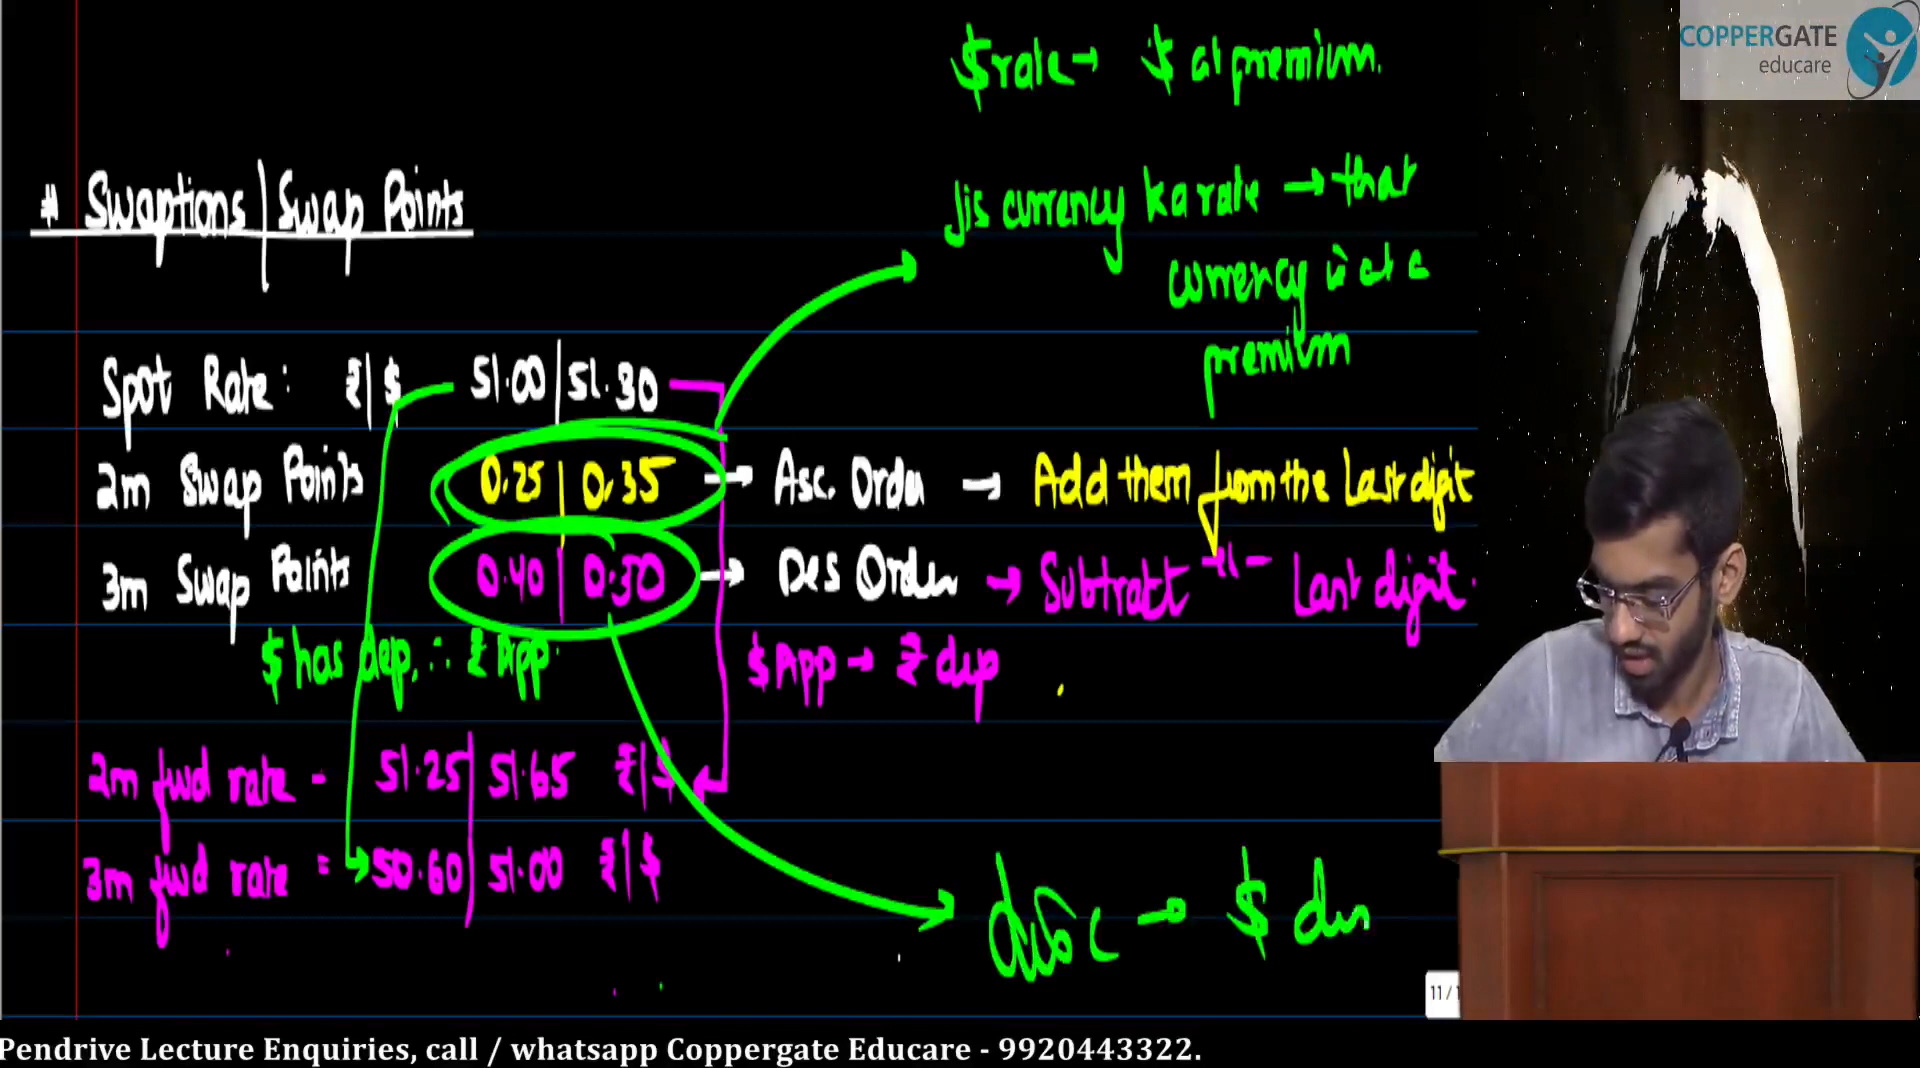 $ rate → $ at premium.
COPPERGATE
educare
# Swaptions | Swap Points
Jis currency ka rate → that
currency is at a
premium
Spot Rate: ₹|$ 51.00 | 51.30
2m Swap Points 0.25 | 0.35 → Asc. Order → Add them from the last digit
3m Swap Points 0.40 | 0.30 → Des Order → Subtract -"- Last digit.
$ has dep, ∴ ₹ App. $ App → ₹ dep
2m fwd rate - 51.25 | 51.65 ₹|$
3m fwd rate = 50.60 | 51.00 ₹|$
disc → $
11/1
Pendrive Lecture Enquiries, call / whatsapp Coppergate Educare - 9920443322.